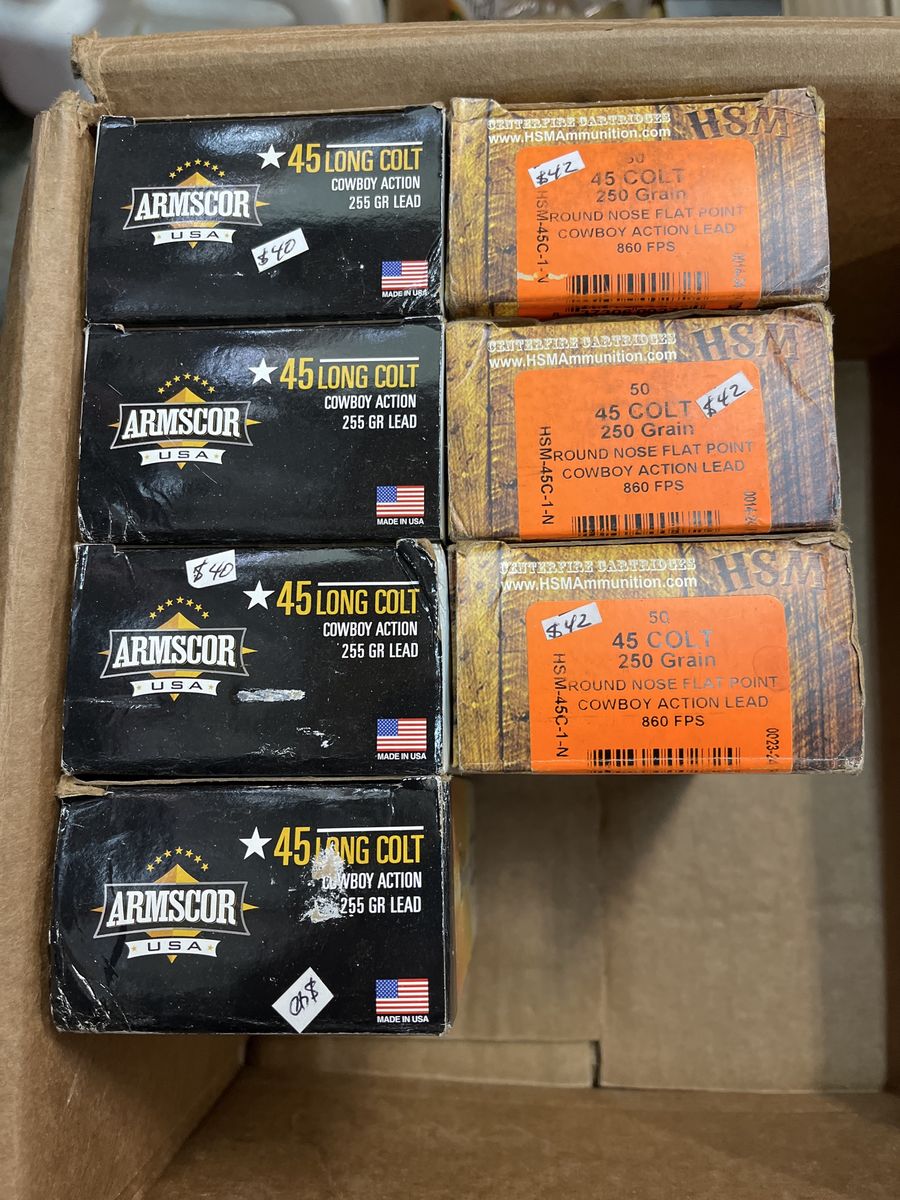 ★45 LONG COLT
COWBOY ACTION
255 GR LEAD
ARMSCOR
USA
$40
MADE IN USA
★45 LONG COLT
COWBOY ACTION
255 GR LEAD
ARMSCOR
USA
MADE IN USA
$40
★45 LONG COLT
COWBOY ACTION
255 GR LEAD
ARMSCOR
USA
MADE IN USA
★45 LONG COLT
COWBOY ACTION
255 GR LEAD
ARMSCOR
USA
$40
MADE IN USA
CENTERFIRE CARTRIDGES
www.HSMAmmunition.com
HSM
$42
50
45 COLT
250 Grain
ROUND NOSE FLAT POINT
COWBOY ACTION LEAD
860 FPS
HSM-45C-1-N
CENTERFIRE CARTRIDGES
www.HSMAmmunition.com
HSM
50
$42
45 COLT
250 Grain
ROUND NOSE FLAT POINT
COWBOY ACTION LEAD
860 FPS
HSM-45C-1-N
CENTERFIRE CARTRIDGES
www.HSMAmmunition.com
HSM
50
$42
45 COLT
250 Grain
ROUND NOSE FLAT POINT
COWBOY ACTION LEAD
860 FPS
HSM-45C-1-N